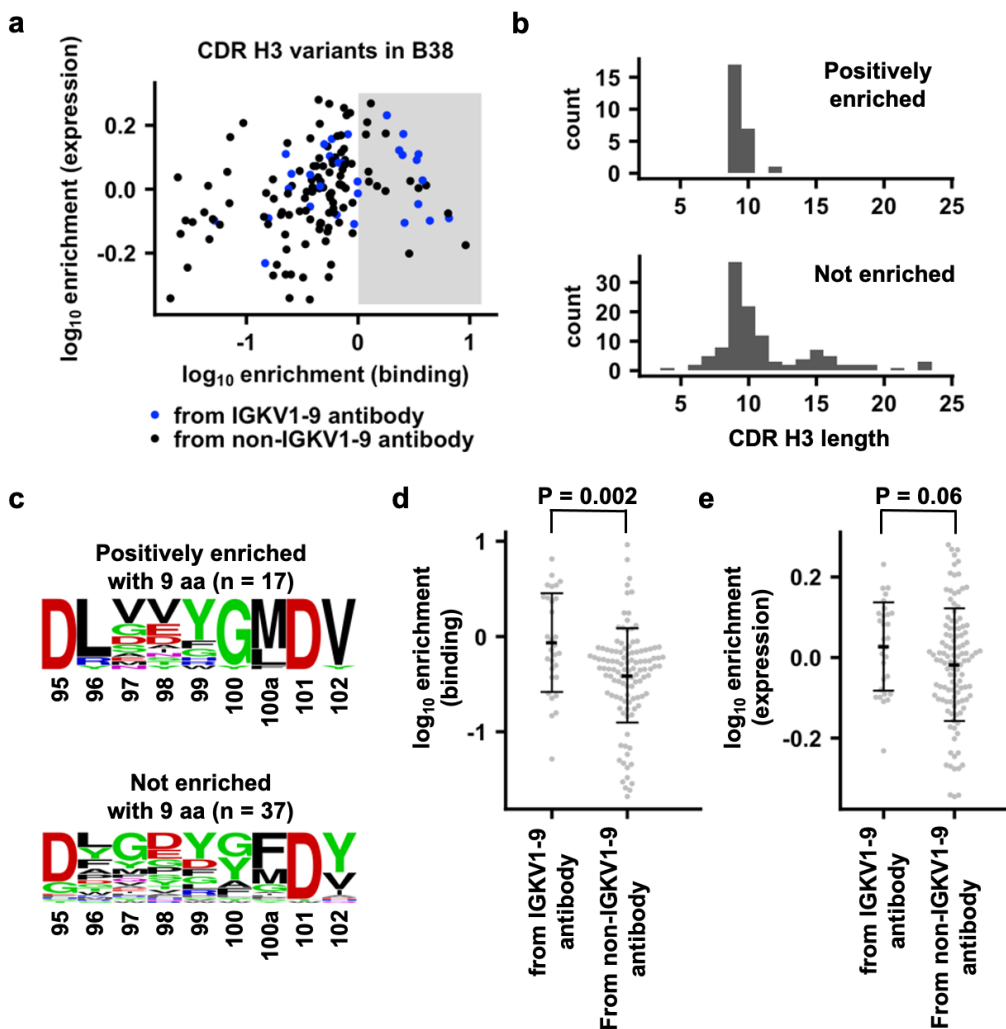 a
CDR H3 variants in B38
log10 enrichment (expression)
0.2
0.0
-0.2
-1
0
1
log10 enrichment (binding)
from IGKV1-9 antibody
from non-IGKV1-9 antibody
b
Positively
enriched
count
15
10
5
0
5
10
15
20
25
Not enriched
count
30
20
10
0
5
10
15
20
25
CDR H3 length
c
Positively enriched
with 9 aa (n = 17)
95
96
97
98
99
100
100a
101
102
Not enriched
with 9 aa (n = 37)
95
96
97
98
99
100
100a
101
102
d
P = 0.002
log10 enrichment
(binding)
1
0
-1
from IGKV1-9
antibody
From non-IGKV1-9
antibody
e
P = 0.06
log10 enrichment
(expression)
0.2
0.0
-0.2
from IGKV1-9
antibody
From non-IGKV1-9
antibody